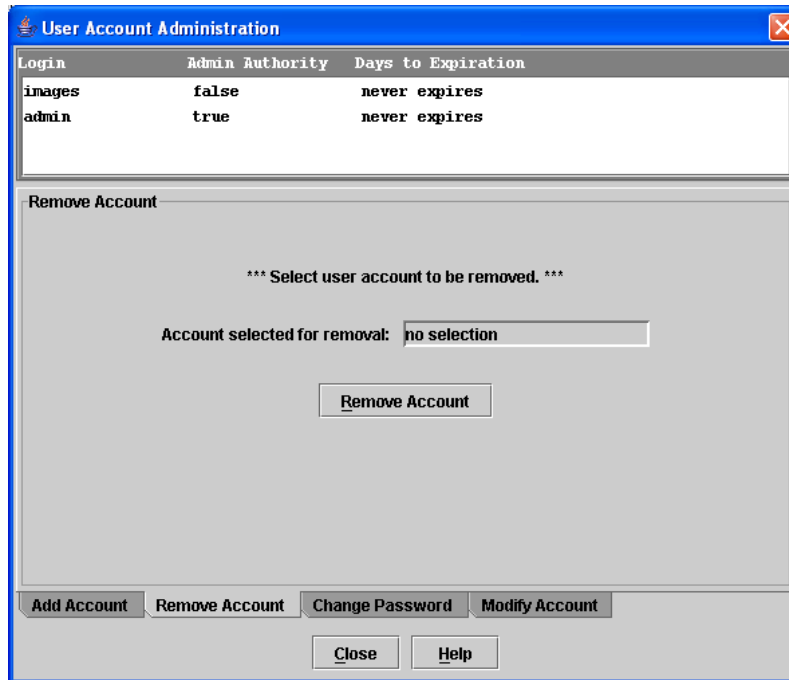 User Account Administration
Login Admin Authority Days to Expiration
images false never expires
admin true never expires
Remove Account
*** Select user account to be removed. ***
Account selected for removal: no selection
Remove Account
Add Account Remove Account Change Password Modify Account
Close Help